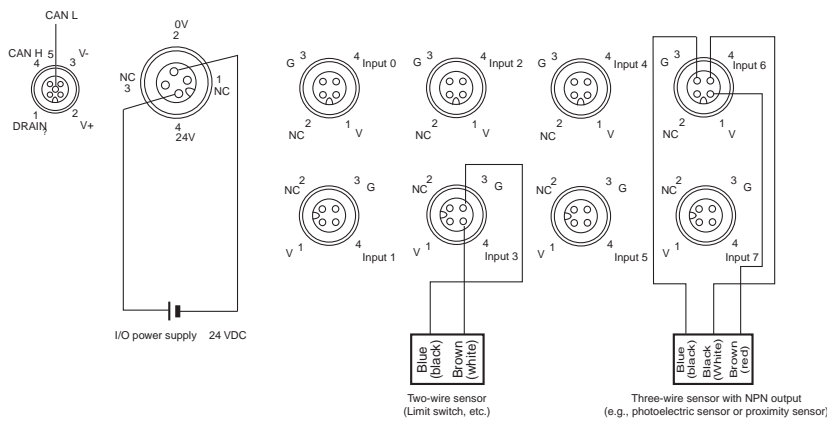 CAN L
CAN H 5 V-
4 3
1 2
DRAIN V+
?
0V
2
NC
3
1
NC
4
24V
I/O power supply 24 VDC
G 3 4 Input 0
NC 2 1 V
G 3 4 Input 2
NC 2 1 V
G 3 4 Input 4
NC 2 1 V
G 3 4 Input 6
NC 2 1 V
NC 2 3 G
V 1 4 Input 1
NC 2 3 G
V 1 4 Input 3
NC 2 3 G
V 1 4 Input 5
NC 2 3 G
V 1 4 Input 7
Blue
(black)
Brown
(white)
Two-wire sensor
(Limit switch, etc.)
Blue
(black)
Black
(White)
Brown
(red)
Three-wire sensor with NPN output
(e.g., photoelectric sensor or proximity sensor)